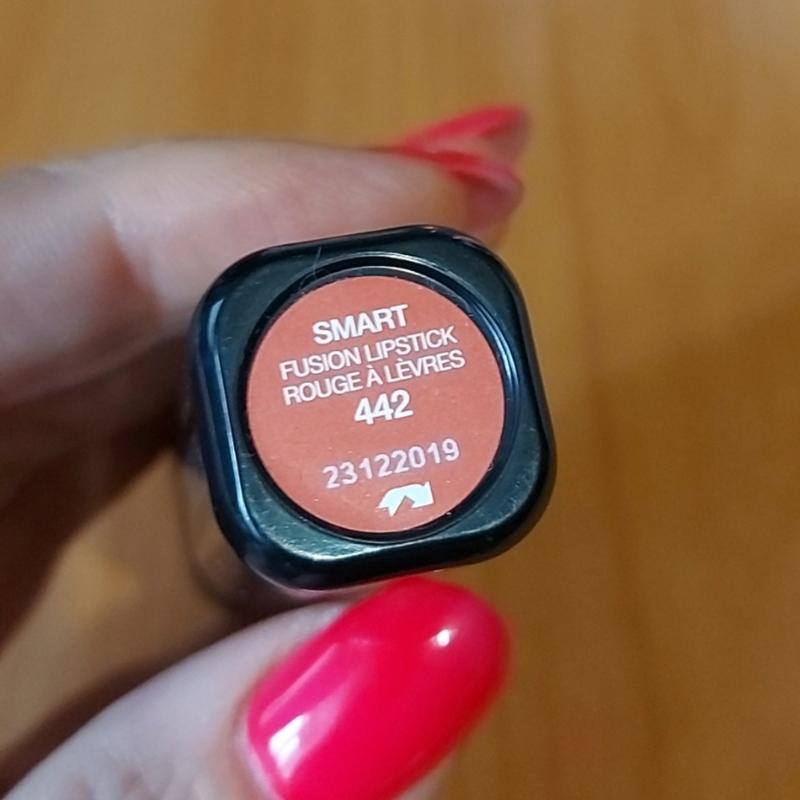 SMART
FUSION LIPSTICK
ROUGE À LÈVRES
442
23122019